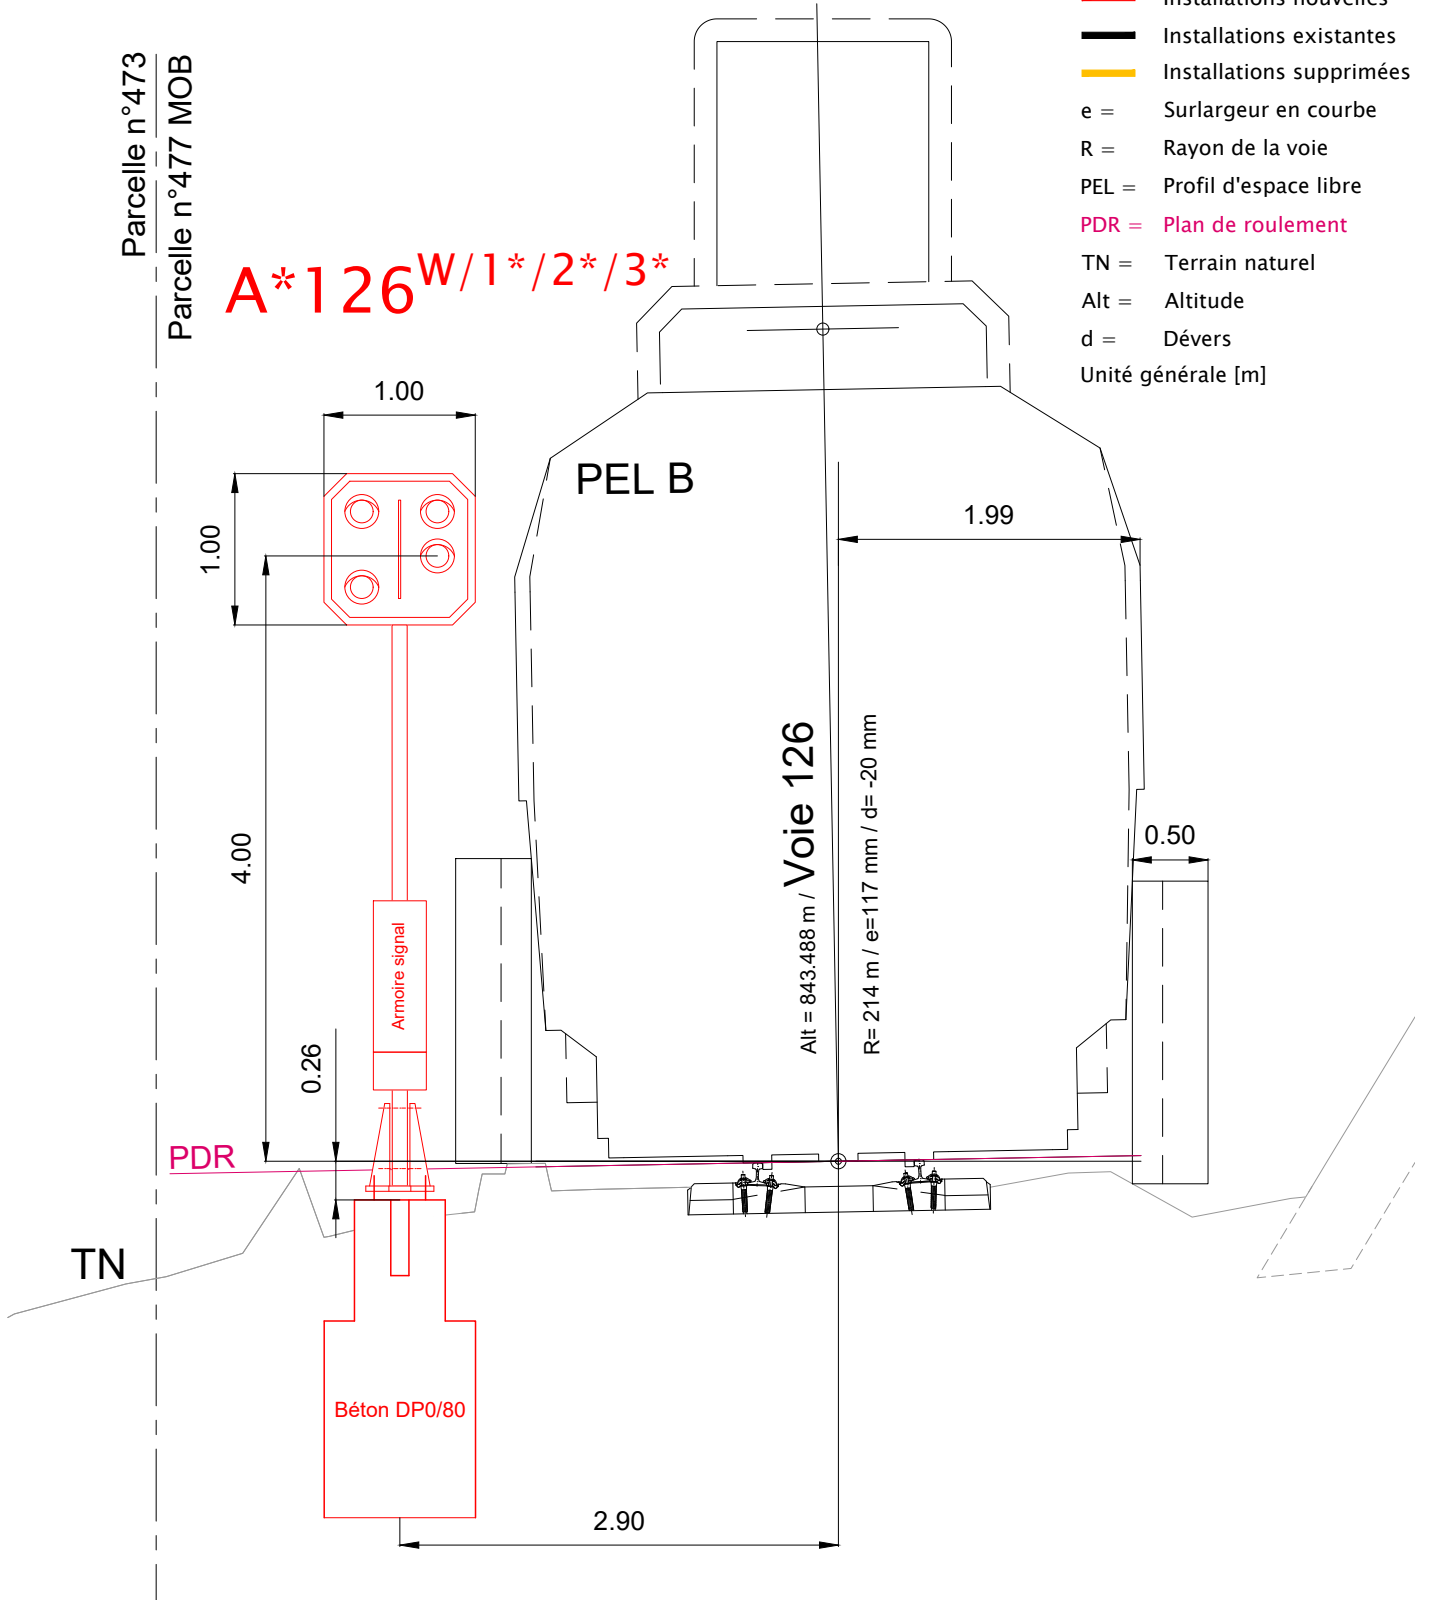 Installations nouvelles
Installations existantes
Installations supprimées
e = Surlargeur en courbe
R = Rayon de la voie
PEL = Profil d'espace libre
PDR = Plan de roulement
TN = Terrain naturel
Alt = Altitude
d = Dévers
Unité générale [m]
Parcelle n°473
Parcelle n°477 MOB
A*126W/1*/2*/3*
1.00
1.00
PEL B
1.99
4.00
0.50
Alt = 843.488 m / Voie 126
R= 214 m / e=117 mm / d= -20 mm
Armoire signal
0.26
PDR
TN
Béton DP0/80
2.90